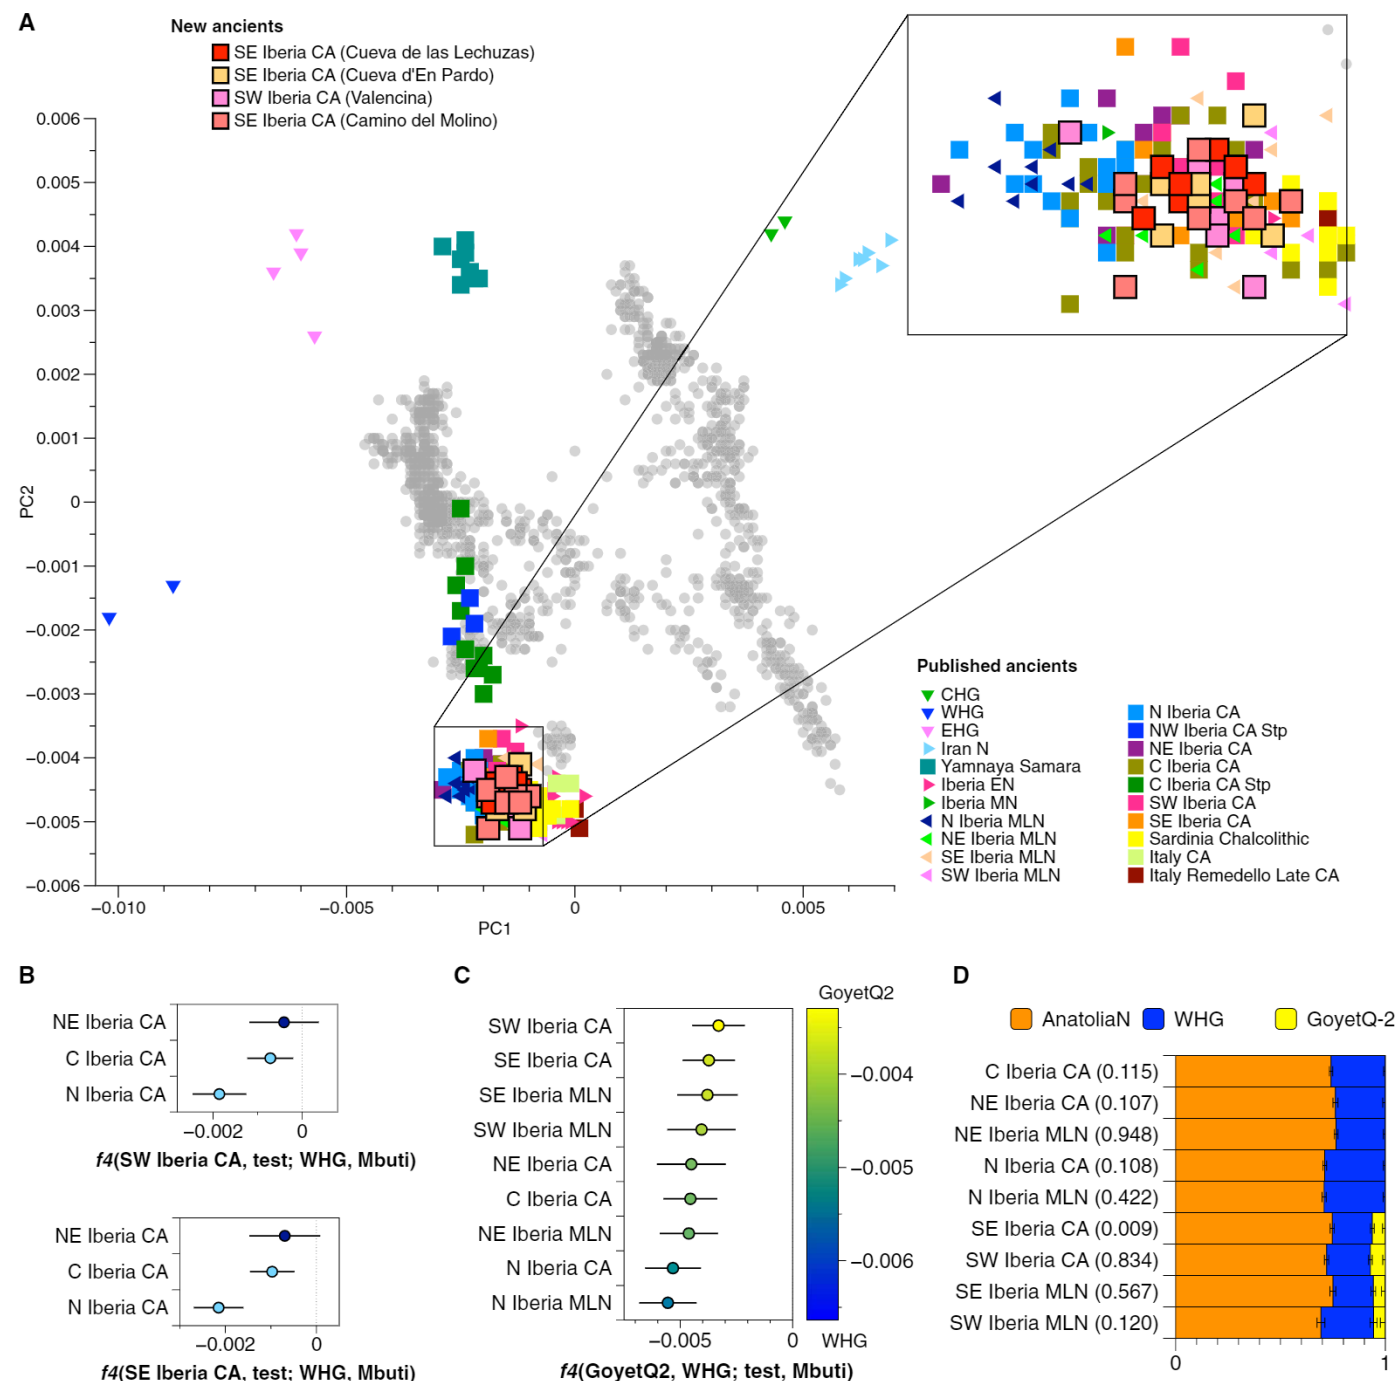 A
New ancients
SE Iberia CA (Cueva de las Lechuzas)
SE Iberia CA (Cueva d'En Pardo)
SW Iberia CA (Valencina)
SE Iberia CA (Camino del Molino)
0.006
0.005
0.004
0.003
0.002
0.001
0
−0.001
−0.002
−0.003
−0.004
−0.005
−0.006
PC2
−0.010
−0.005
0
0.005
PC1
Published ancients
CHG
WHG
EHG
Iran N
Yamnaya Samara
Iberia EN
Iberia MN
N Iberia MLN
NE Iberia MLN
SE Iberia MLN
SW Iberia MLN
N Iberia CA
NW Iberia CA Stp
NE Iberia CA
C Iberia CA
C Iberia CA Stp
SW Iberia CA
SE Iberia CA
Sardinia Chalcolithic
Italy CA
Italy Remedello Late CA
B
NE Iberia CA
C Iberia CA
N Iberia CA
−0.002
0
f4(SW Iberia CA, test; WHG, Mbuti)
NE Iberia CA
C Iberia CA
N Iberia CA
−0.002
0
f4(SE Iberia CA, test; WHG, Mbuti)
C
SW Iberia CA
SE Iberia CA
SE Iberia MLN
SW Iberia MLN
NE Iberia CA
C Iberia CA
NE Iberia MLN
N Iberia CA
N Iberia MLN
−0.005
0
f4(GoyetQ2, WHG; test, Mbuti)
GoyetQ2
−0.004
−0.005
−0.006
WHG
D
AnatoliaN
WHG
GoyetQ-2
C Iberia CA (0.115)
NE Iberia CA (0.107)
NE Iberia MLN (0.948)
N Iberia CA (0.108)
N Iberia MLN (0.422)
SE Iberia CA (0.009)
SW Iberia CA (0.834)
SE Iberia MLN (0.567)
SW Iberia MLN (0.120)
0
1